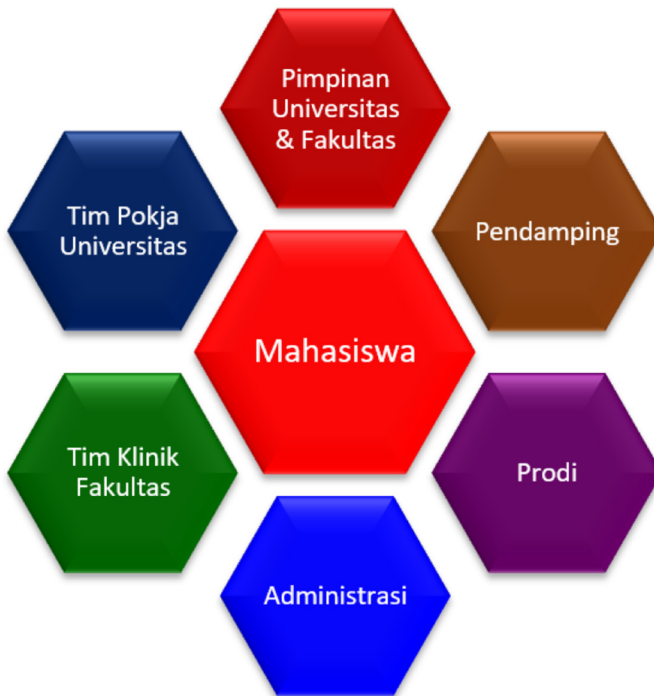 Pimpinan
Universitas
& Fakultas
Tim Pokja
Universitas
Pendamping
Mahasiswa
Tim Klinik
Fakultas
Prodi
Administrasi